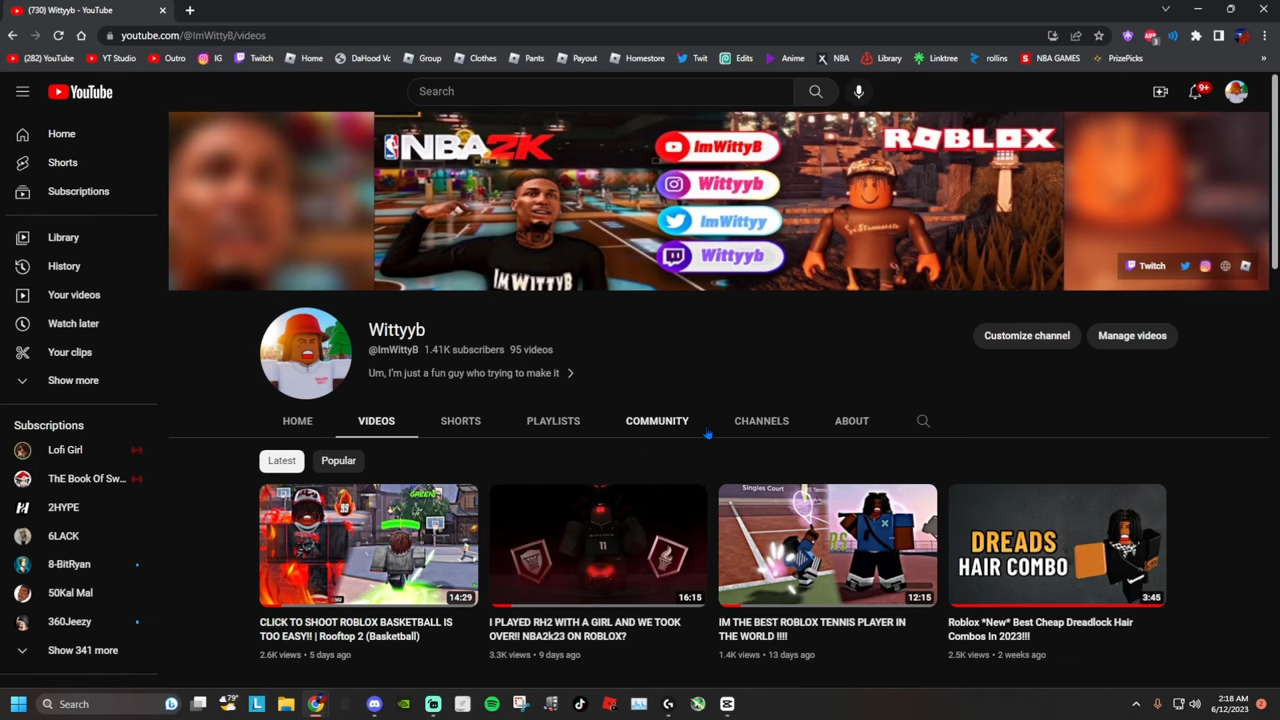 (730) Wittyyb - YouTube
youtube.com/@ImWittyB/videos
(282) YouTube
YT Studio
Outro
IG
Twitch
Home
DaHood Vc
Group
Clothes
Pants
Payout
Homestore
Twit
Edits
Anime
NBA
Library
Linktree
rollins
NBA GAMES
PrizePicks
YouTube
Search
9+
Home
Shorts
Subscriptions
Library
History
Your videos
Watch later
Your clips
Show more
Subscriptions
Lofi Girl
ThE Book Of Sw...
2HYPE
6LACK
8-BitRyan
50Kal Mal
360Jeezy
Show 341 more
NBA2K
ImWittyB
Wittyyb
ImWittyy
Wittyyb
ROBLOX
IMWITTYB
Twitch
Wittyyb
@ImWittyB 1.41K subscribers 95 videos
Um, I'm just a fun guy who trying to make it
Customize channel
Manage videos
HOME
VIDEOS
SHORTS
PLAYLISTS
COMMUNITY
CHANNELS
ABOUT
Latest
Popular
GREEN!
14:29
CLICK TO SHOOT ROBLOX BASKETBALL IS
TOO EASY!! | Rooftop 2 (Basketball)
2.6K views • 5 days ago
11
16:15
I PLAYED RH2 WITH A GIRL AND WE TOOK
OVER!! NBA2k23 ON ROBLOX?
3.3K views • 9 days ago
Singles Court
12:15
IM THE BEST ROBLOX TENNIS PLAYER IN
THE WORLD !!!!
1.4K views • 13 days ago
DREADS
HAIR COMBO
3:45
Roblox *New* Best Cheap Dreadlock Hair
Combos In 2023!!!
2.5K views • 2 weeks ago
Search
79°
2:18 AM
6/12/2023